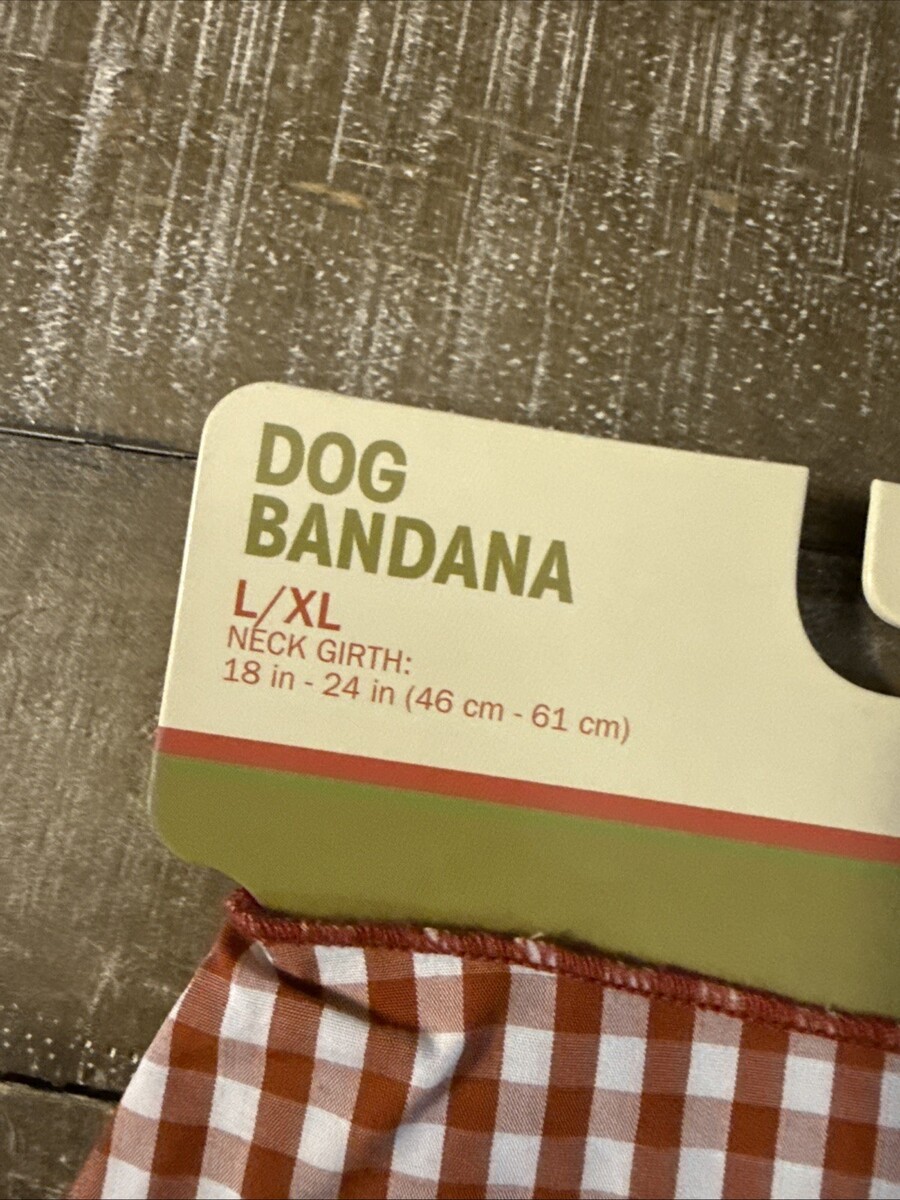 DOG
BANDANA
L/XL
NECK GIRTH:
18 in - 24 in (46 cm - 61 cm)